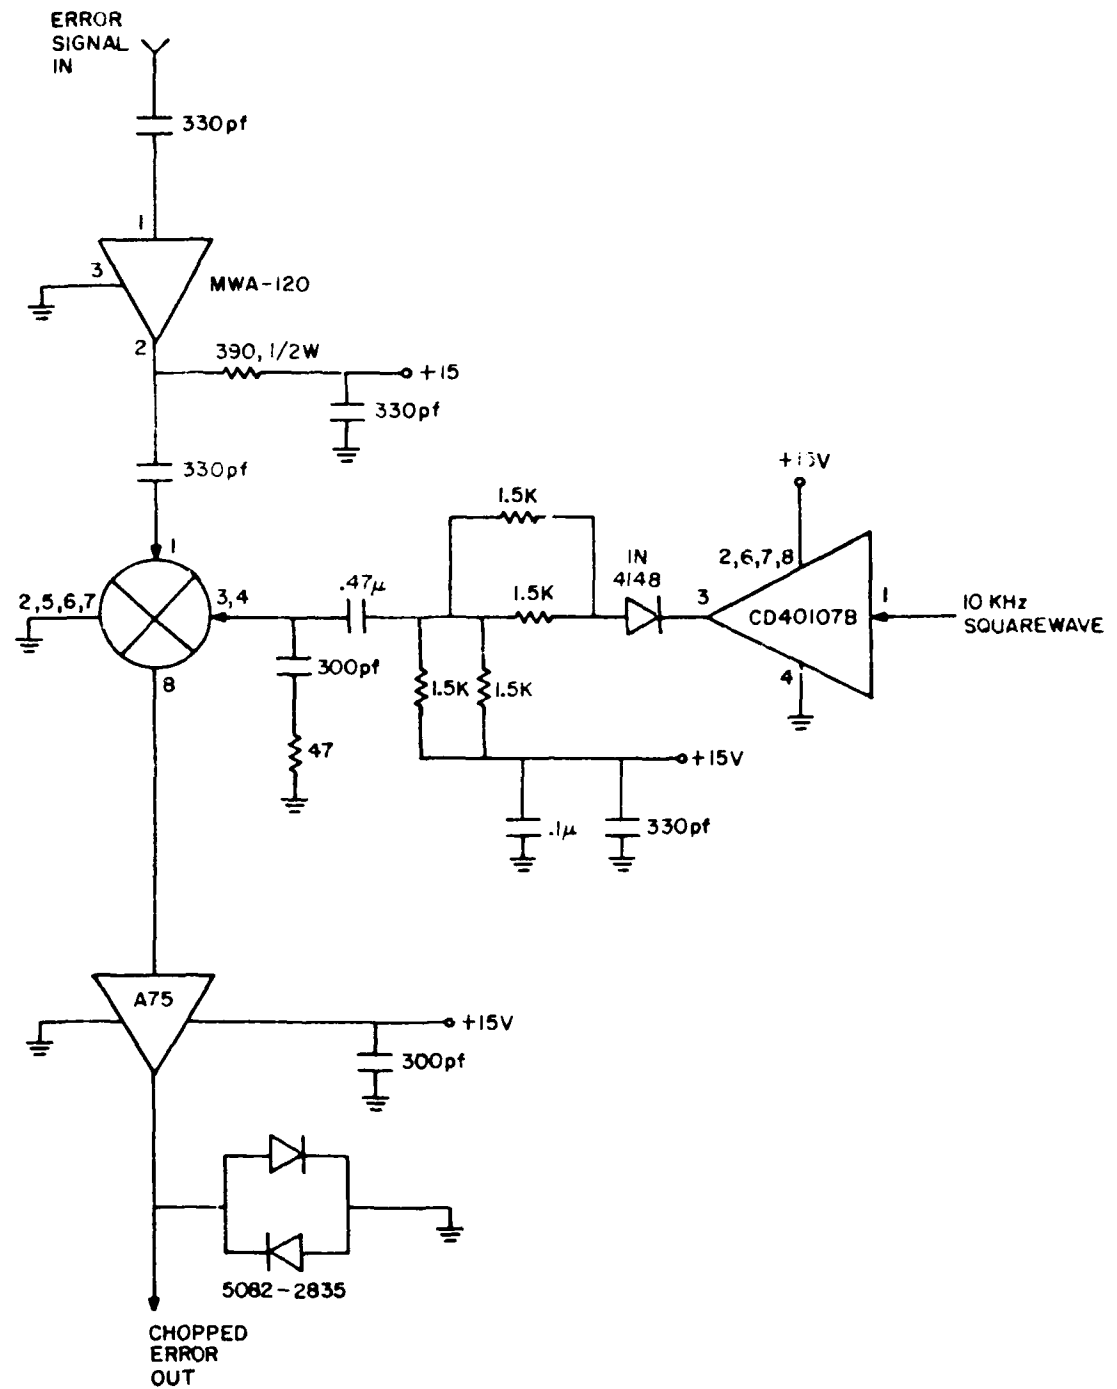 ERROR
SIGNAL
IN
330pf
1
3
MWA-120
2
390, 1/2W
+15
330pf
330pf
+15V
1.5K
1
2,6,7,8
IN
4148
.47µ
1.5K
2,5,6,7
3,4
3
CD40107B
1
10 KHz
SQUAREWAVE
300pf
4
8
1.5K
1.5K
47
+15V
.1µ
330pf
A75
+15V
300pf
5082-2835
CHOPPED
ERROR
OUT